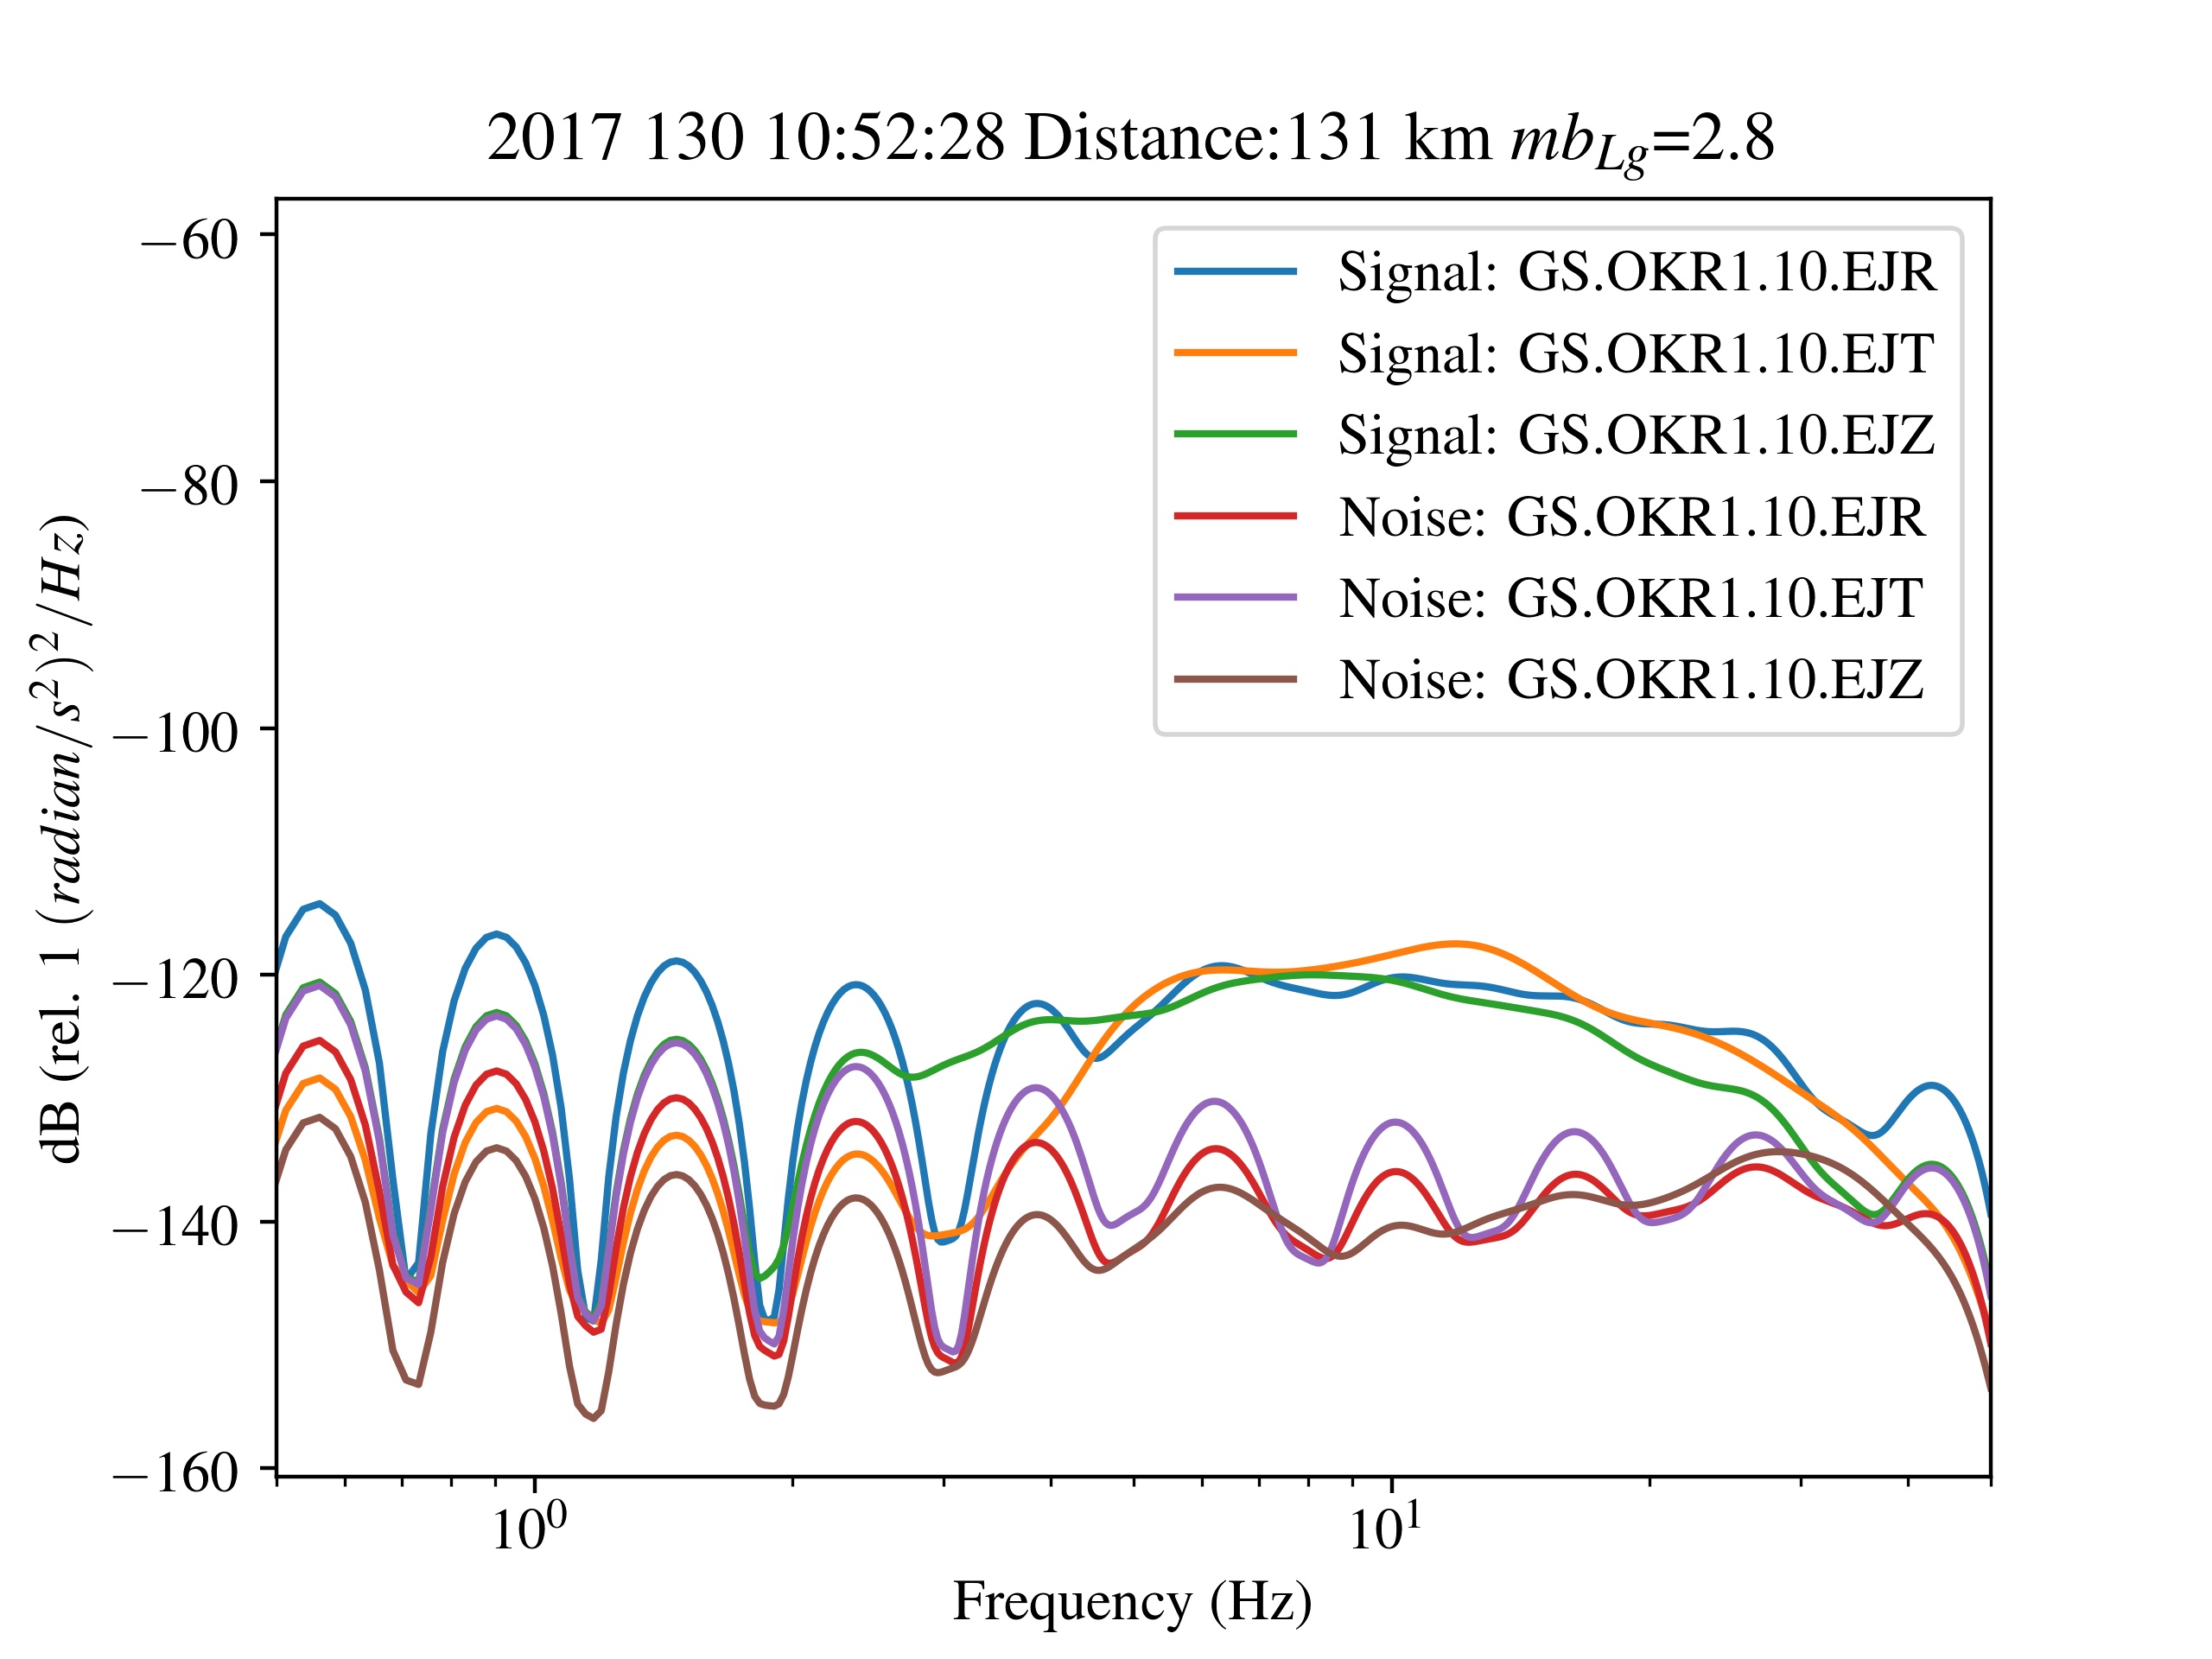 2017 130 10:52:28 Distance:131 km mb_{Lg}=2.8
dB (rel. 1 (radian/s²)²/Hz)
−60
−80
−100
−120
−140
−160
Signal: GS.OKR1.10.EJR
Signal: GS.OKR1.10.EJT
Signal: GS.OKR1.10.EJZ
Noise: GS.OKR1.10.EJR
Noise: GS.OKR1.10.EJT
Noise: GS.OKR1.10.EJZ
10⁰ 10¹
Frequency (Hz)